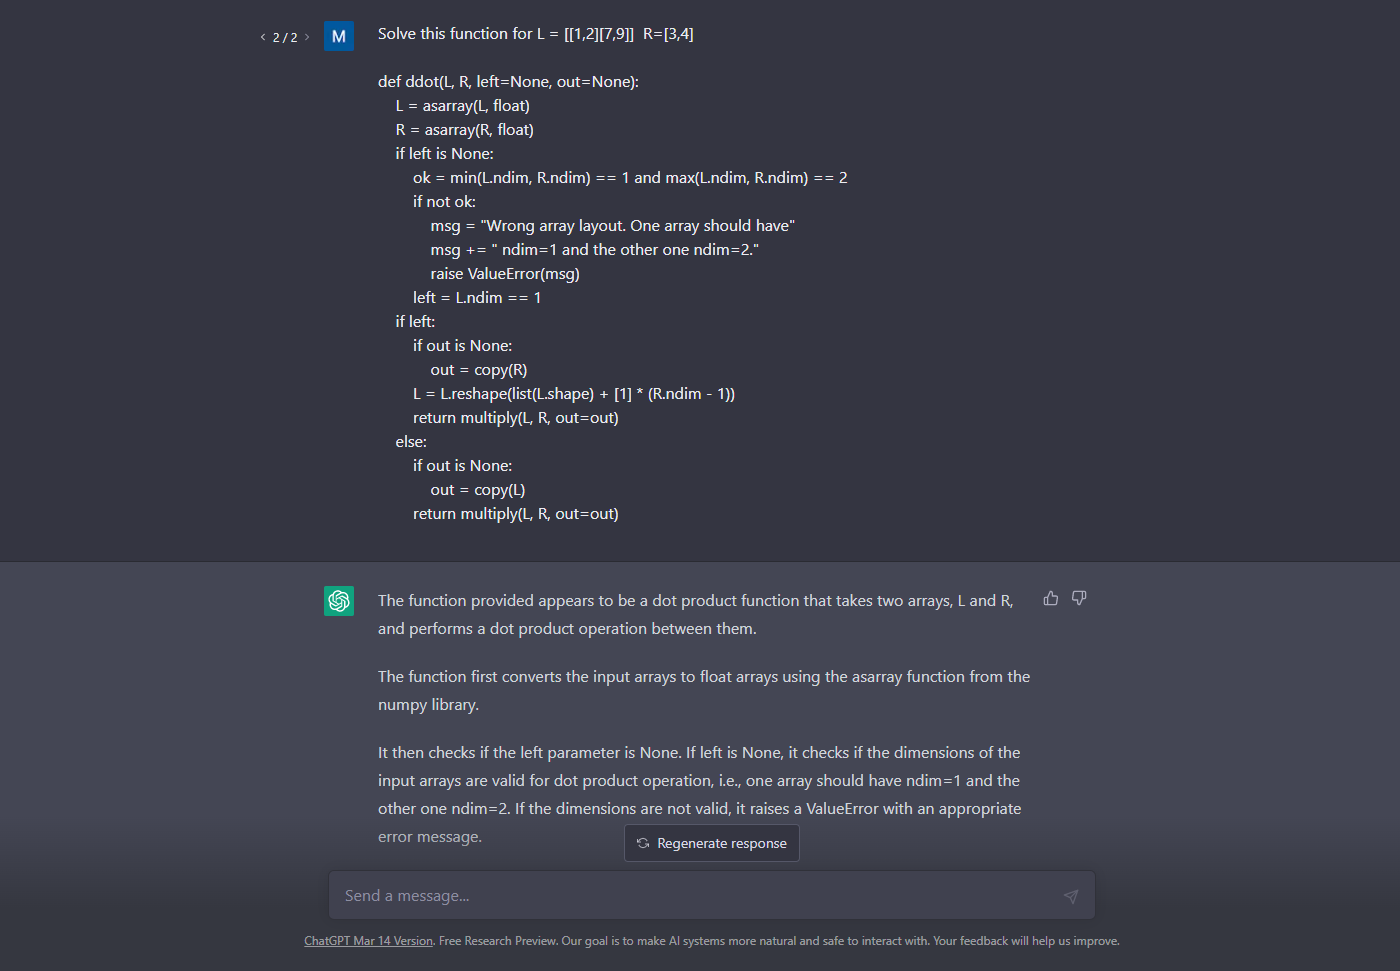 < 2 / 2 >
M
Solve this function for L = [[1,2][7,9]]  R=[3,4]
def ddot(L, R, left=None, out=None):
    L = asarray(L, float)
    R = asarray(R, float)
    if left is None:
        ok = min(L.ndim, R.ndim) == 1 and max(L.ndim, R.ndim) == 2
        if not ok:
            msg = "Wrong array layout. One array should have"
            msg += " ndim=1 and the other one ndim=2."
            raise ValueError(msg)
        left = L.ndim == 1
    if left:
        if out is None:
            out = copy(R)
        L = L.reshape(list(L.shape) + [1] * (R.ndim - 1))
        return multiply(L, R, out=out)
    else:
        if out is None:
            out = copy(L)
        return multiply(L, R, out=out)
The function provided appears to be a dot product function that takes two arrays, L and R,
and performs a dot product operation between them.
The function first converts the input arrays to float arrays using the asarray function from the
numpy library.
It then checks if the left parameter is None. If left is None, it checks if the dimensions of the
input arrays are valid for dot product operation, i.e., one array should have ndim=1 and the
other one ndim=2. If the dimensions are not valid, it raises a ValueError with an appropriate
error message.
Regenerate response
Send a message...
ChatGPT Mar 14 Version. Free Research Preview. Our goal is to make AI systems more natural and safe to interact with. Your feedback will help us improve.